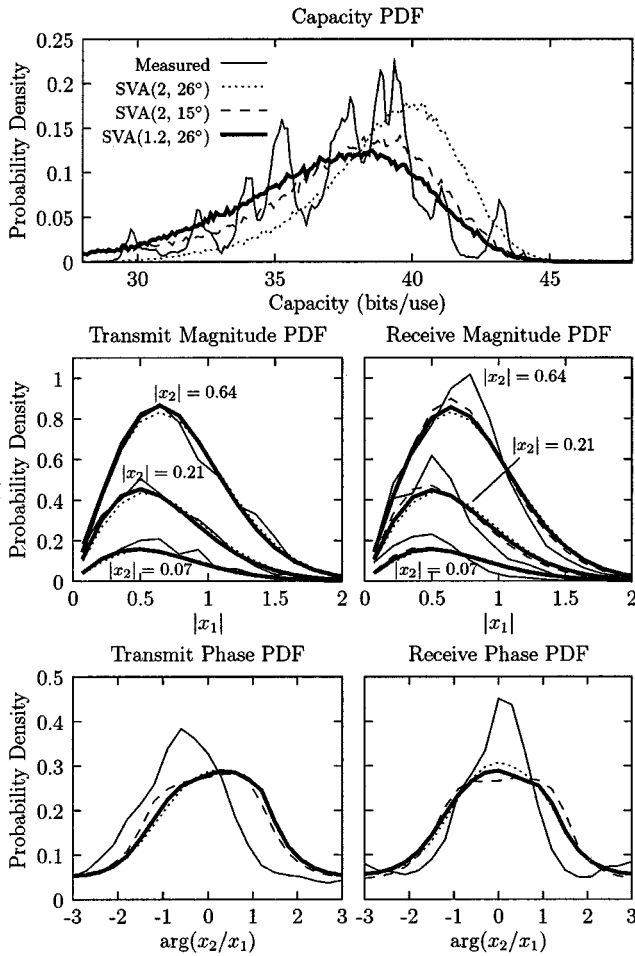 Capacity PDF
0.25
0.2
0.15
0.1
0.05
0
Probability Density
Measured
SVA(2, 26°)
SVA(2, 15°)
SVA(1.2, 26°)
30 35 40 45
Capacity (bits/use)
Transmit Magnitude PDF
1
0.8
0.6
0.4
0.2
0
Probability Density
|x₂| = 0.64
|x₂| = 0.21
|x₂| = 0.07
0 0.5 1 1.5 2
|x₁|
Receive Magnitude PDF
|x₂| = 0.64
|x₂| = 0.21
|x₂| = 0.07
0 0.5 1 1.5 2
|x₁|
Transmit Phase PDF
0.5
0.4
0.3
0.2
0.1
0
Probability Density
-3 -2 -1 0 1 2 3
arg(x₂/x₁)
Receive Phase PDF
-3 -2 -1 0 1 2 3
arg(x₂/x₁)